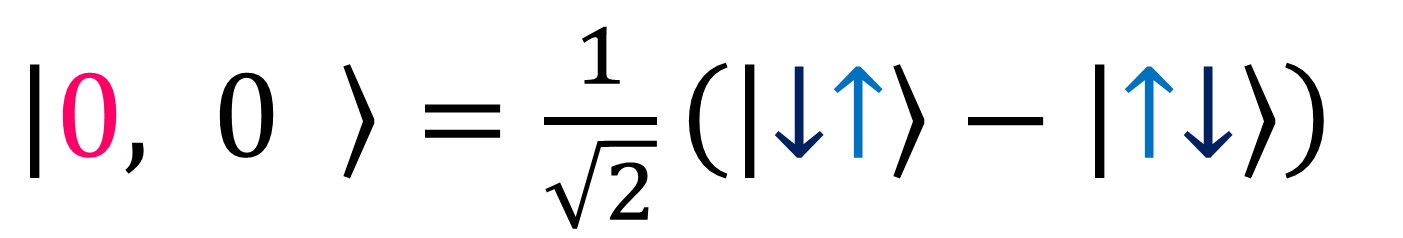 |0, 0 ⟩ = 1/√2 (|↓↑⟩ − |↑↓⟩)